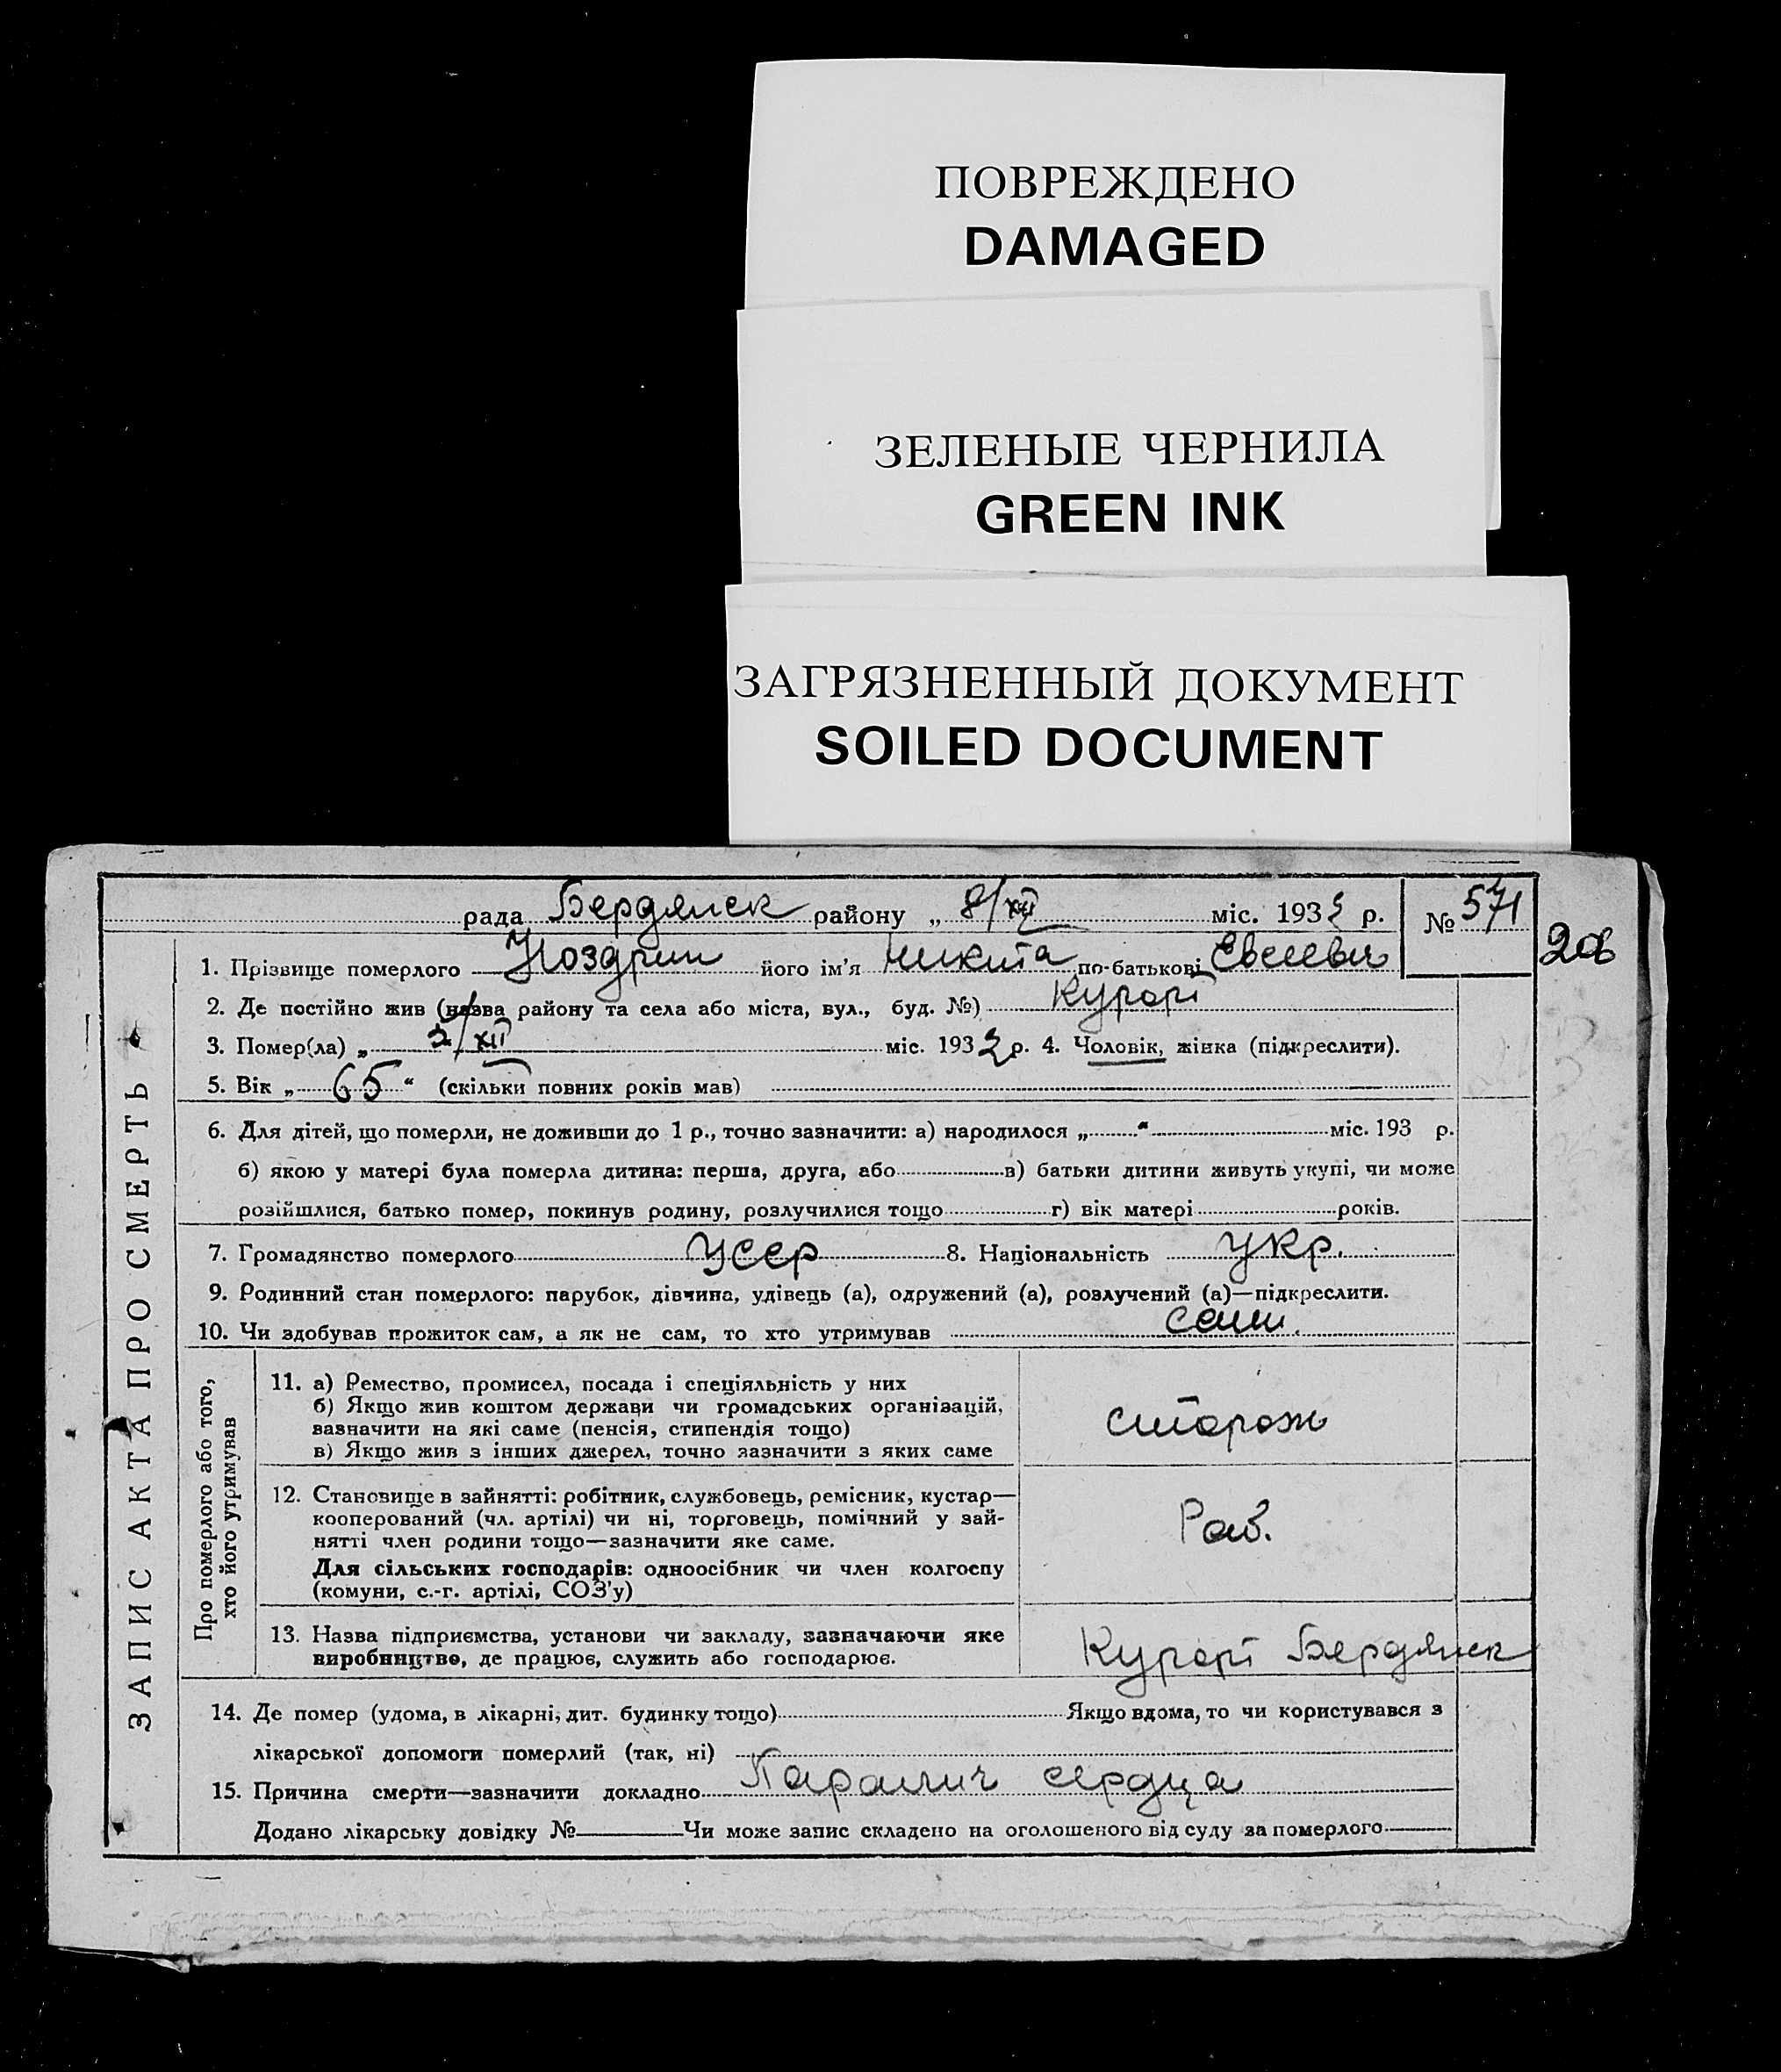 ПОВРЕЖДЕНО
DAMAGED
ЗЕЛЕНЫЕ ЧЕРНИЛА
GREEN INK
ЗАГРЯЗНЕННЫЙ ДОКУМЕНТ
SOILED DOCUMENT
рада Бердянск району „ 8/XII міс. 193 р. № 571
1. Прізвище померлого Ноздрин його ім’я Никита по-батькові
2. Де постійно жив (назва району та села або міста, вул., буд. №) Курорт
3. Помер(ла) „ 2/XII міс. 193 р. 4. Чоловік, жінка (підкреслити).
5. Вік „ 65 “ (скільки повних років мав)
6. Для дітей, що померли, не доживши до 1 р., точно зазначити: а) народилося „ “ міс. 193 р.
б) якою у матері була померла дитина: перша, друга, або в) батьки дитини живуть укупі, чи може
розійшлися, батько помер, покинув родину, розлучилися тощо г) вік матері років.
7. Громадянство померлого УССР 8. Національність укр.
9. Родинний стан померлого: парубок, дівчина, удівець (а), одружений (а), розлучений (а)—підкреслити.
10. Чи здобував прожиток сам, а як не сам, то хто утримував сам.
ЗАПИС АКТА ПРО СМЕРТЬ
Про померлого або того,
хто його утримував
11. а) Ремество, промисел, посада і спеціяльність у них
б) Якщо жив коштом держави чи громадських організацій,
зазначити на які саме (пенсія, стипендія тощо)
в) Якщо жив з інших джерел, точно зазначити з яких саме
сторож
12. Становище в зайнятті: робітник, службовець, ремісник, кустар—
кооперований (чл. артілі) чи ні, торговець, помічний у зай-
нятті член родини тощо—зазначити яке саме.
Для сільських господарів: одноосібник чи член колгоспу
(комуни, с.-г. артілі, СОЗ’у)
Раб.
13. Назва підприємства, установи чи закладу, зазначаючи яке
виробництво, де працює, служить або господарює.
Курорт Бердянск
14. Де помер (удома, в лікарні, дит. будинку тощо) Якщо вдома, то чи користувався з
лікарської допомоги померлий (так, ні)
15. Причина смерти—зазначити докладно Паралич сердца
Додано лікарську довідку № Чи може запис складено на оголошеного від суду за померлого